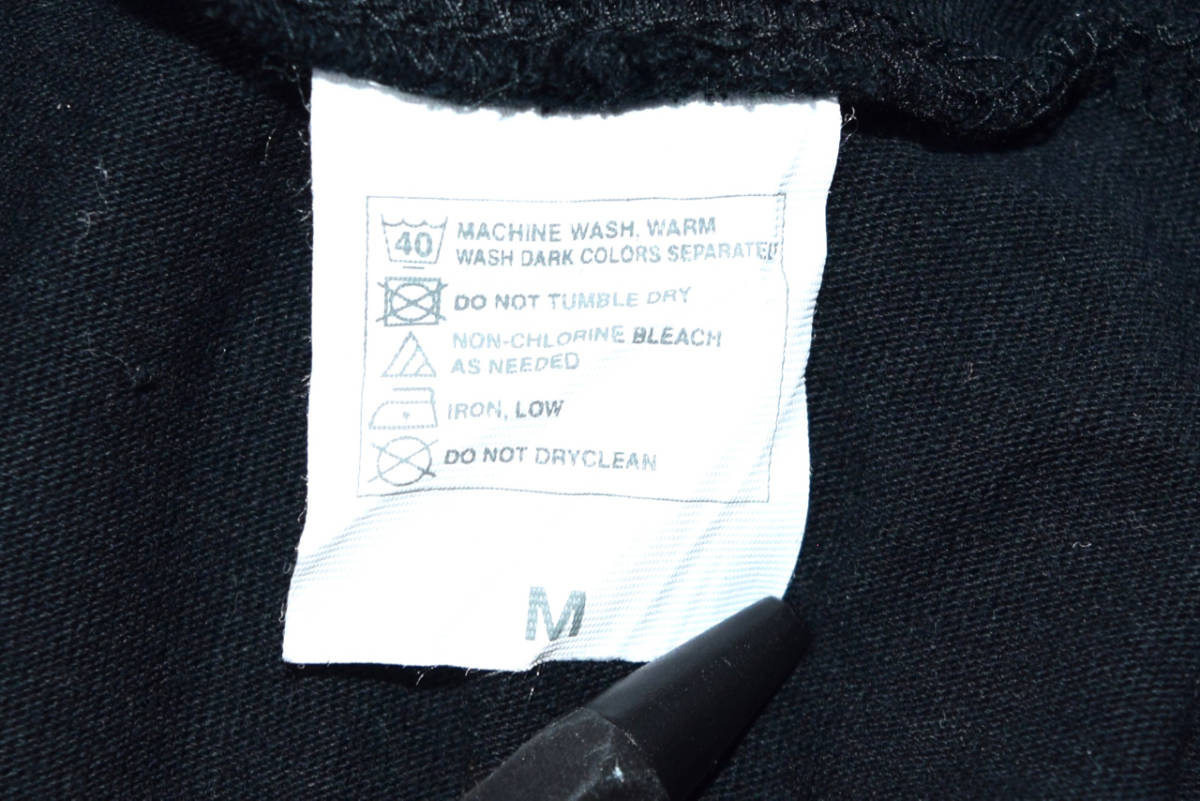 40 MACHINE WASH, WARM
WASH DARK COLORS SEPARATELY
DO NOT TUMBLE DRY
NON-CHLORINE BLEACH
AS NEEDED
IRON, LOW
DO NOT DRYCLEAN
M